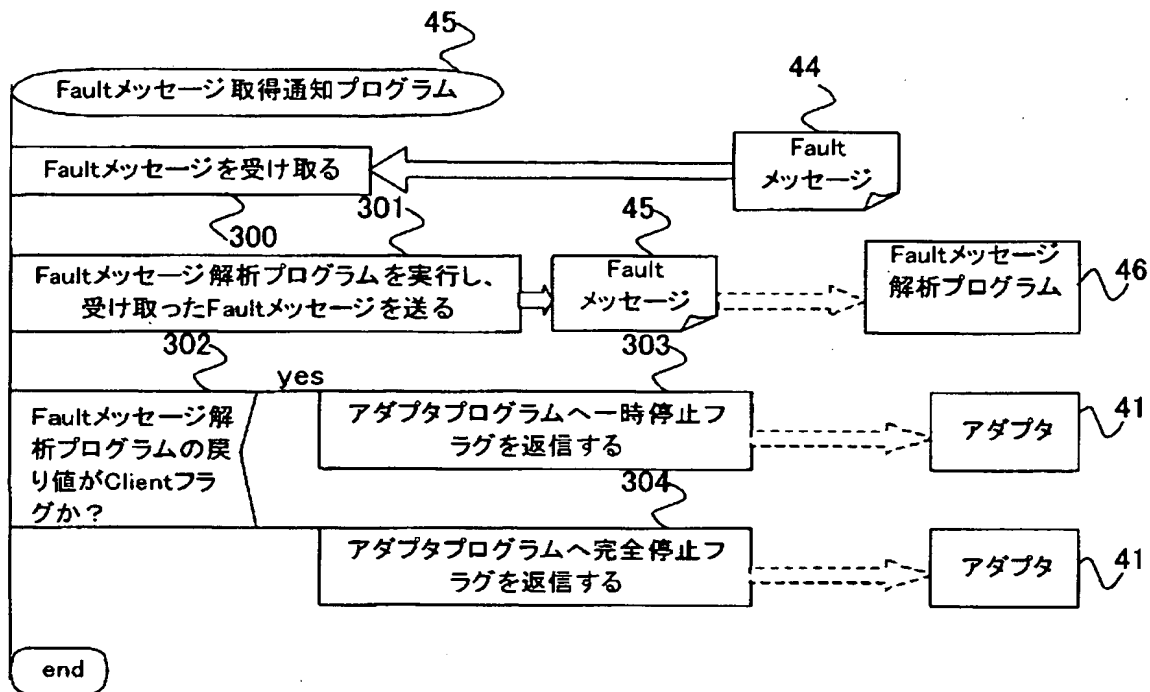 45
Faultメッセージ取得通知プログラム
44
Fault
メッセージ
Faultメッセージを受け取る
300
301
45
Faultメッセージ解析プログラムを実行し、
受け取ったFaultメッセージを送る
Fault
メッセージ
Faultメッセージ
解析プログラム
46
302
yes
303
Faultメッセージ解
析プログラムの戻
り値がClientフラ
グか?
アダプタプログラムへ一時停止フ
ラグを返信する
アダプタ
41
304
アダプタプログラムへ完全停止フ
ラグを返信する
アダプタ
41
end